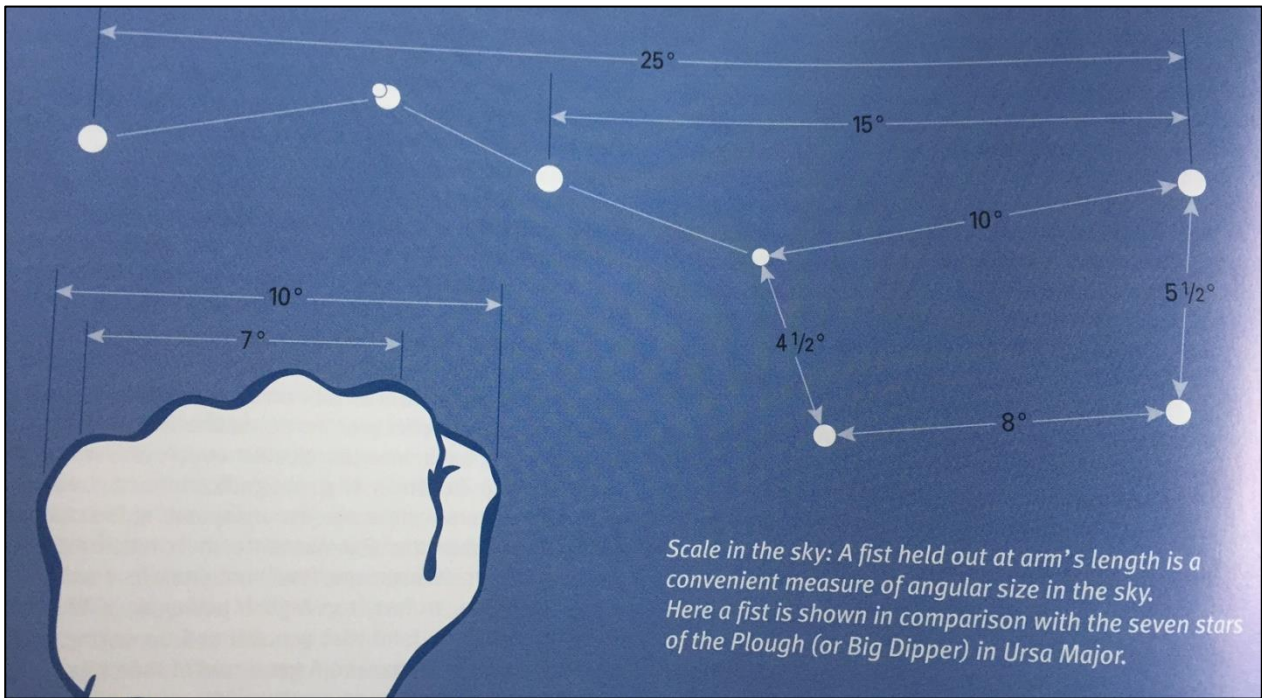 25°
15°
10°
10°
5 1/2°
7°
4 1/2°
8°
Scale in the sky: A fist held out at arm's length is a
convenient measure of angular size in the sky.
Here a fist is shown in comparison with the seven stars
of the Plough (or Big Dipper) in Ursa Major.